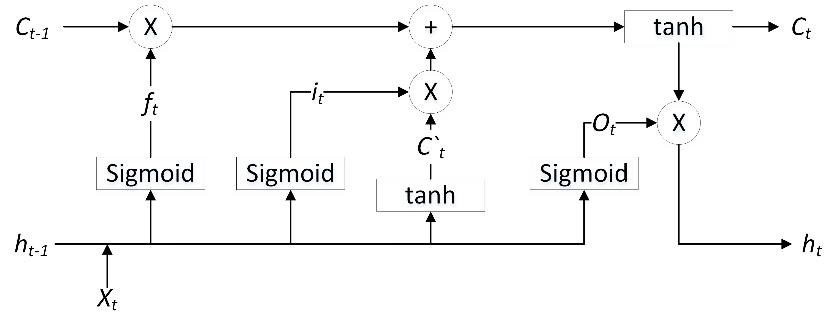 C_{t-1} X + tanh C_t
f_t i_t X O_t X
C`_t
Sigmoid Sigmoid tanh Sigmoid
h_{t-1} h_t
X_t